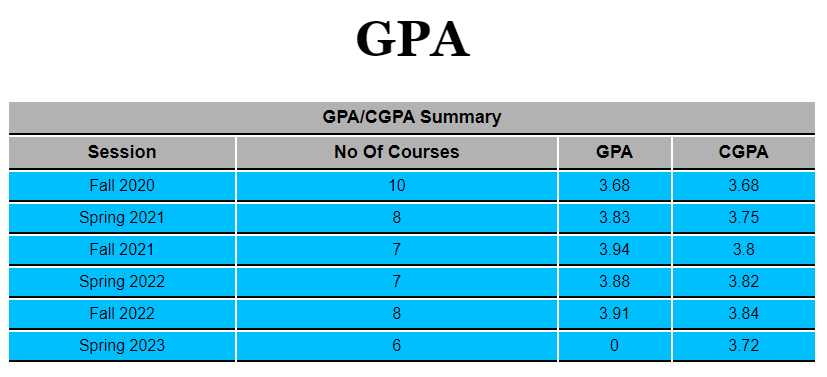 GPA
GPA/CGPA Summary
Session No Of Courses GPA CGPA
Fall 2020 10 3.68 3.68
Spring 2021 8 3.83 3.75
Fall 2021 7 3.94 3.8
Spring 2022 7 3.88 3.82
Fall 2022 8 3.91 3.84
Spring 2023 6 0 3.72